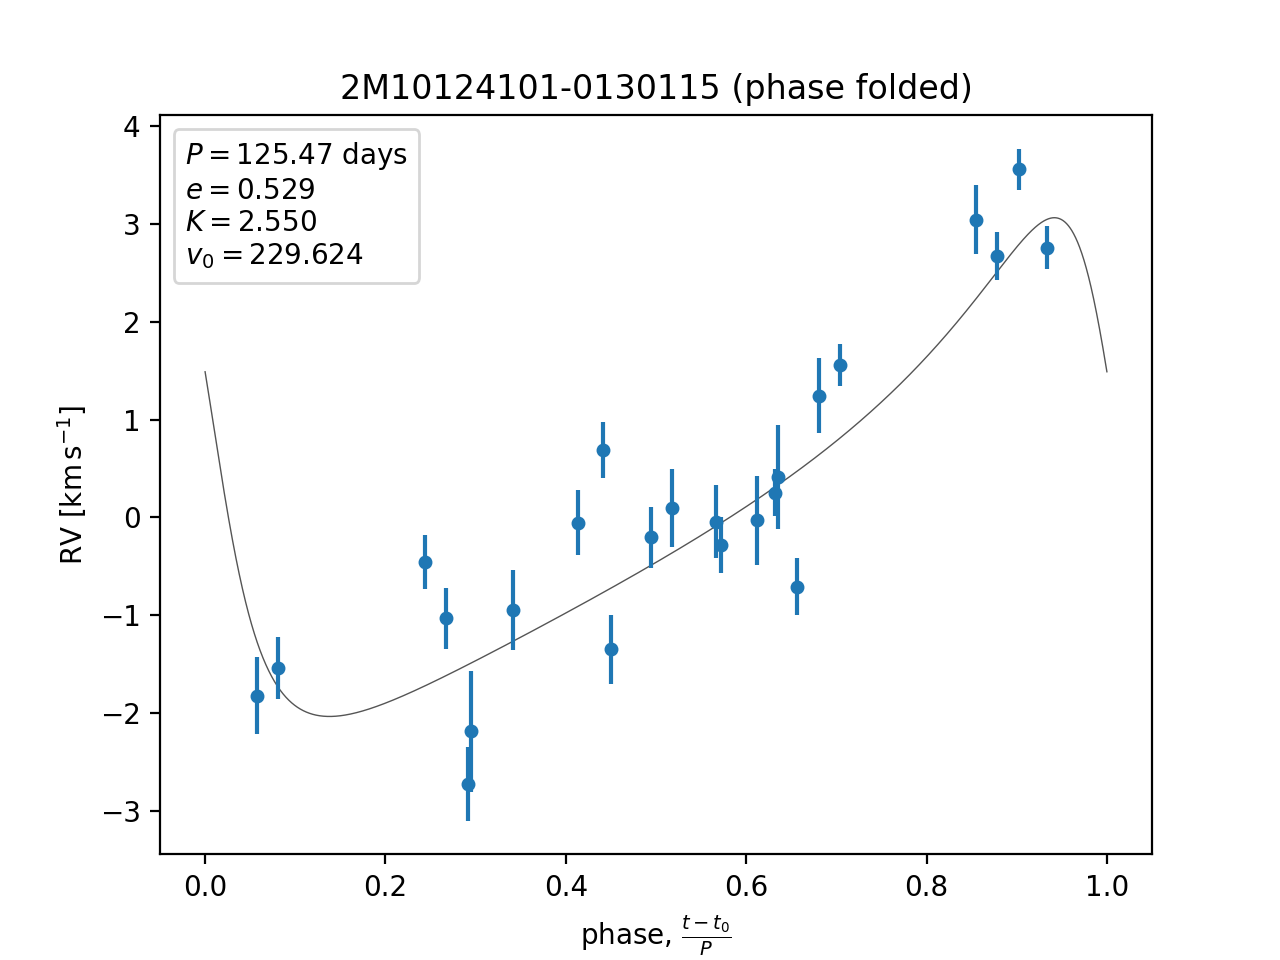 2M10124101-0130115 (phase folded)
P = 125.47 days
e = 0.529
K = 2.550
v₀ = 229.624
4
3
2
1
0
−1
−2
−3
RV [km s⁻¹]
0.0 0.2 0.4 0.6 0.8 1.0
phase, (t − t₀)/P